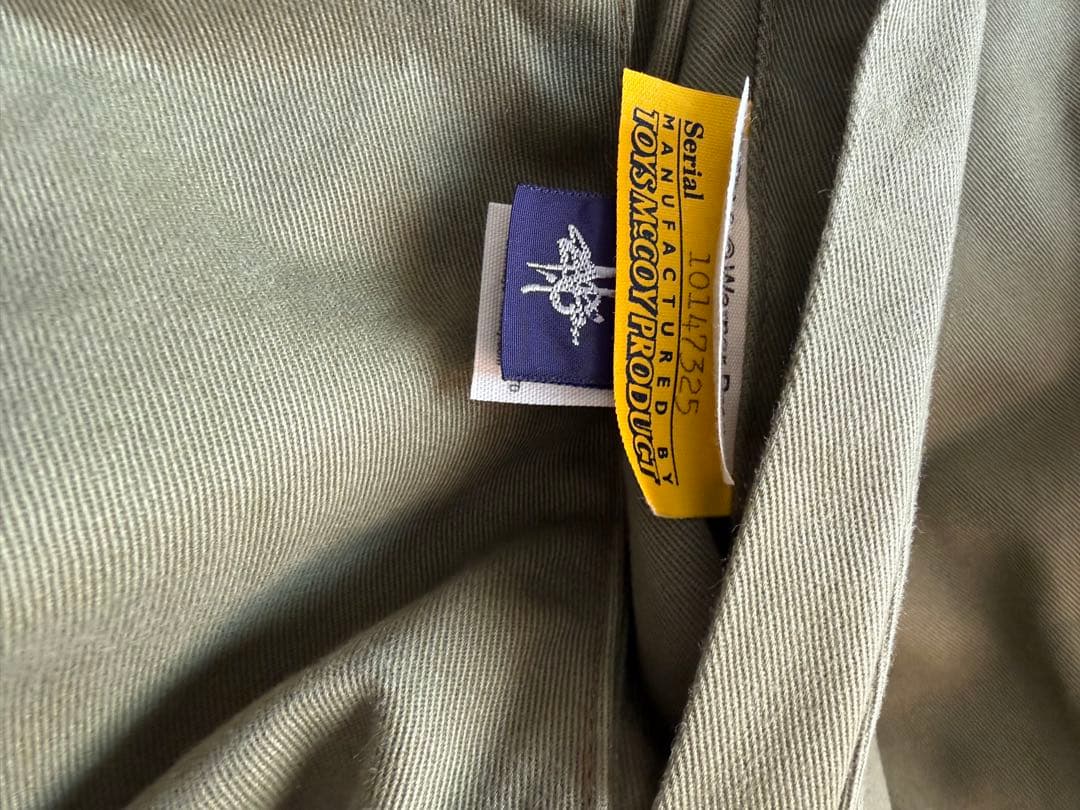 Serial 10147325
MANUFACTURED BY
TOYS McCOY PRODUCT